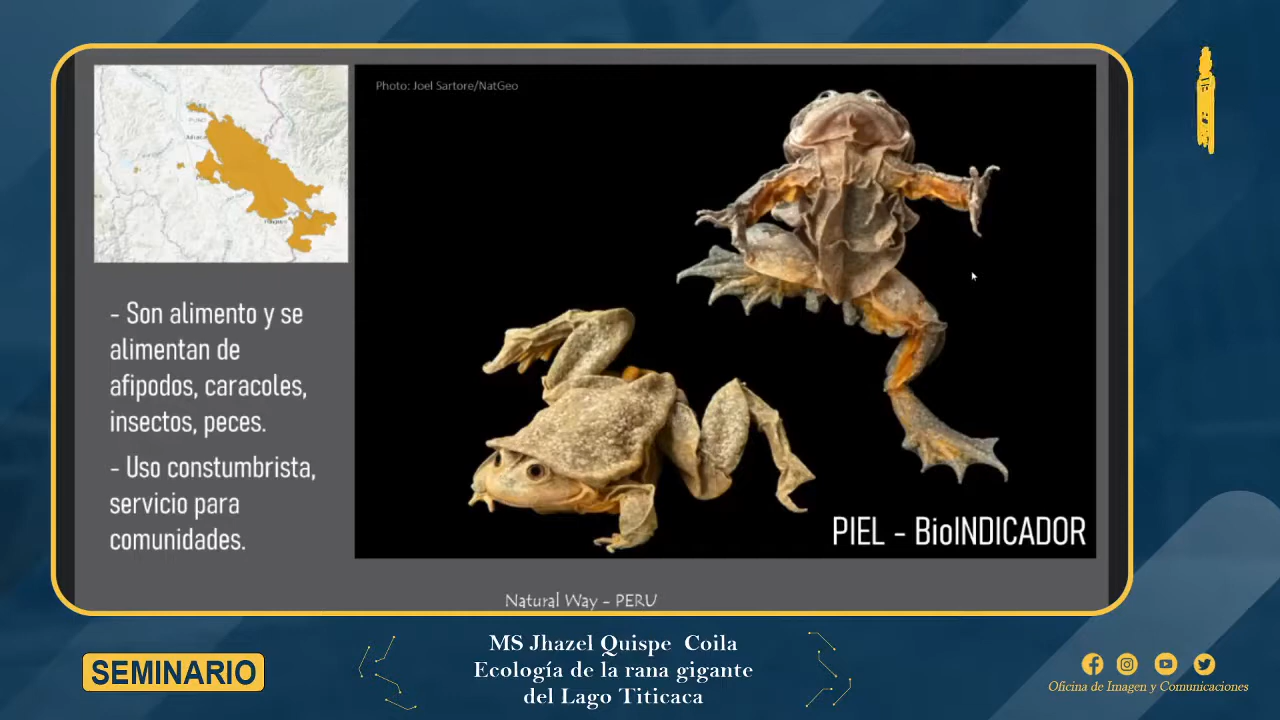 Photo: Joel Sartore/NatGeo
- Son alimento y se
alimentan de
afipodos, caracoles,
insectos, peces.
- Uso constumbrista,
servicio para
comunidades.
PIEL - BioINDICADOR
Natural Way - PERU
SEMINARIO
MS Jhazel Quispe Coila
Ecología de la rana gigante
del Lago Titicaca
Oficina de Imagen y Comunicaciones